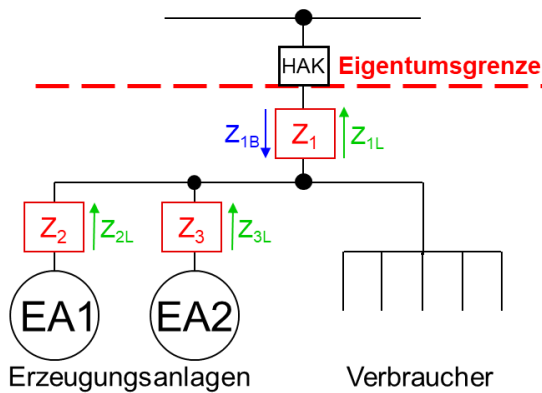 HAK Eigentumsgrenze
Z1B Z1 Z1L
Z2 Z2L Z3 Z3L
EA1 EA2
Erzeugungsanlagen Verbraucher